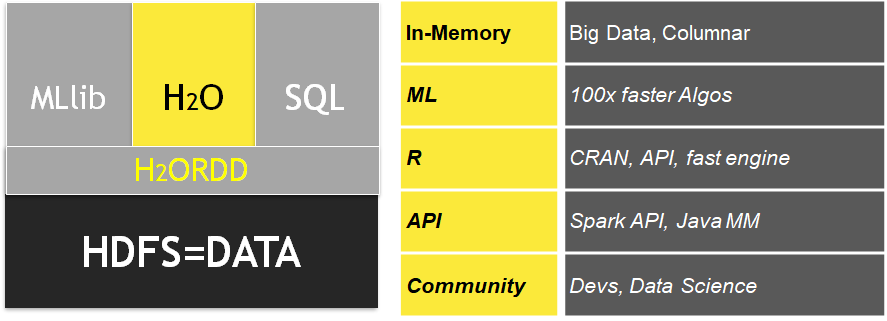 MLlib
H2O
SQL
H2ORDD
HDFS=DATA
In-Memory Big Data, Columnar
ML 100x faster Algos
R CRAN, API, fast engine
API Spark API, Java MM
Community Devs, Data Science